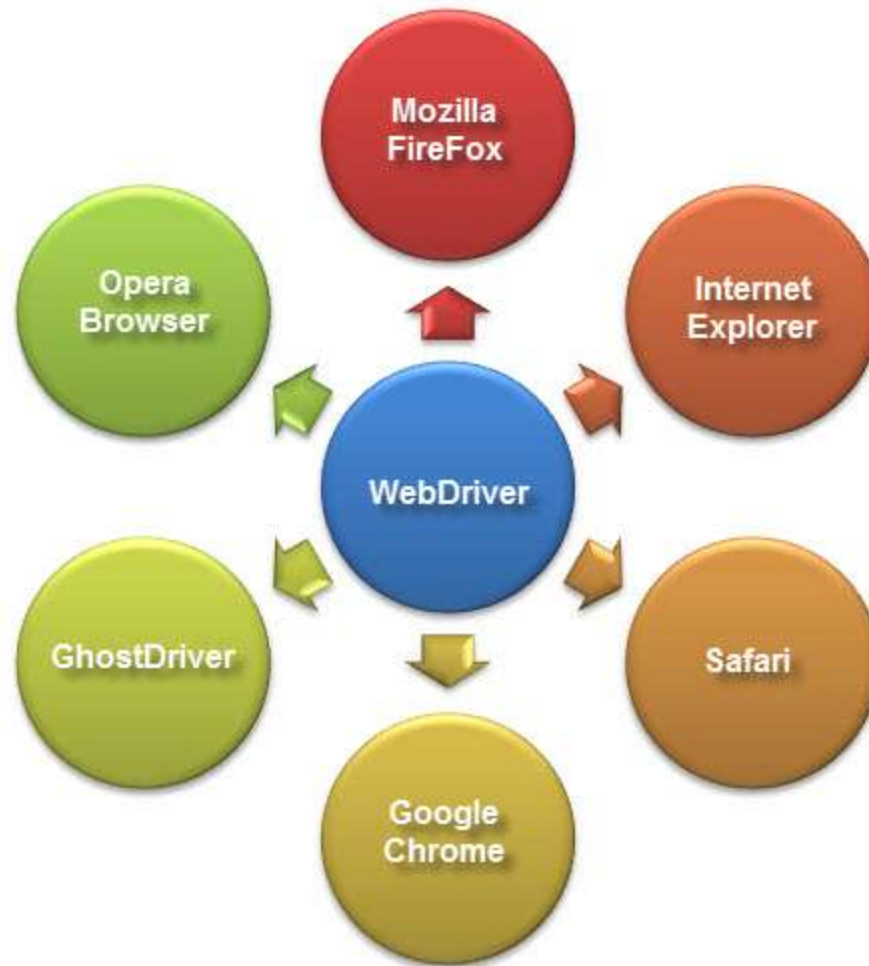 Mozilla
FireFox
Opera
Browser
Internet
Explorer
WebDriver
GhostDriver
Safari
Google
Chrome